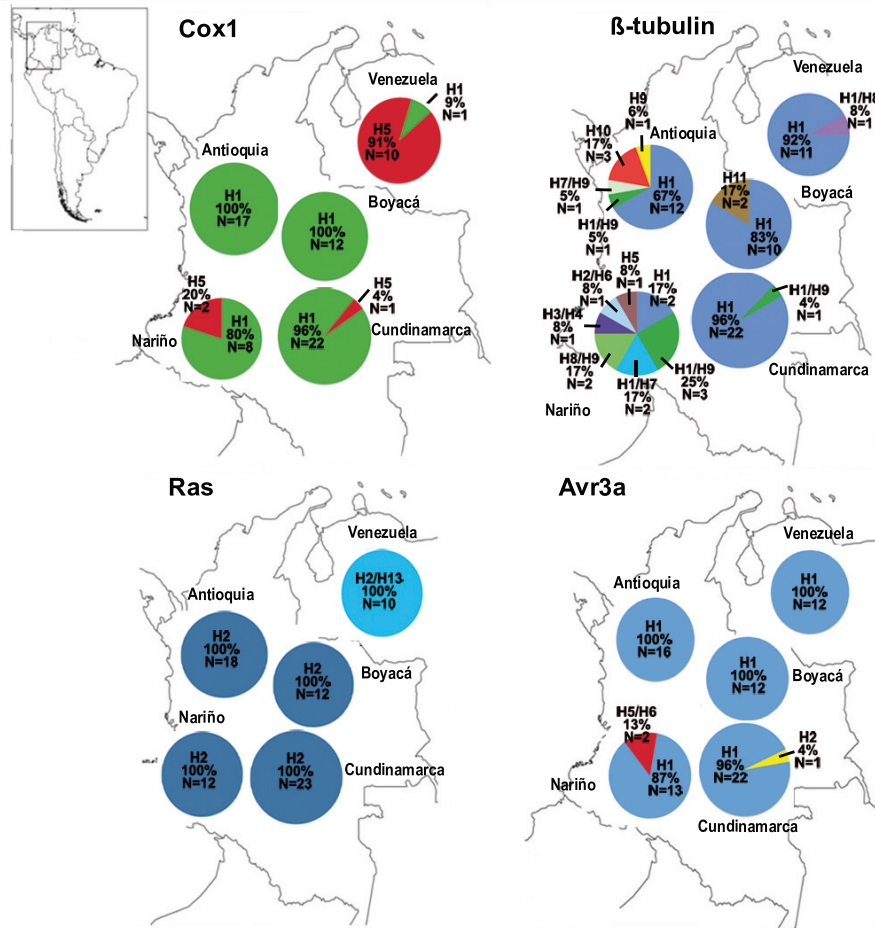 Cox1
Venezuela
H1
9%
N=1
H5
91%
N=10
Antioquia
H1
100%
N=17
Boyacá
H1
100%
N=12
H5
20%
N=2
H1
80%
N=8
Nariño
H5
4%
N=1
H1
96%
N=22
Cundinamarca
ß-tubulin
Venezuela
H1/H8
8%
N=1
H1
92%
N=11
H9
6%
N=1
Antioquia
H10
17%
N=3
H7/H9
5%
N=1
H1
67%
N=12
H1/H9
5%
N=1
Boyacá
H11
17%
N=2
H1
83%
N=10
H5
8%
N=1
H1
17%
N=2
H2/H6
8%
N=1
H3/H4
8%
N=1
H8/H9
17%
N=2
H1/H7
17%
N=2
H1/H9
25%
N=3
Nariño
H1/H9
4%
N=1
H1
96%
N=22
Cundinamarca
Ras
Venezuela
H2/H13
100%
N=10
Antioquia
H2
100%
N=18
Boyacá
H2
100%
N=12
Nariño
H2
100%
N=12
H2
100%
N=23
Cundinamarca
Avr3a
Venezuela
H1
100%
N=12
Antioquia
H1
100%
N=16
Boyacá
H1
100%
N=12
H5/H6
13%
N=2
H1
87%
N=13
Nariño
H2
4%
N=1
H1
96%
N=22
Cundinamarca